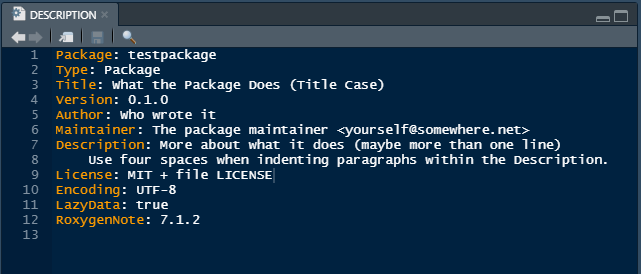 DESCRIPTION
1 Package: testpackage
2 Type: Package
3 Title: What the Package Does (Title Case)
4 Version: 0.1.0
5 Author: Who wrote it
6 Maintainer: The package maintainer <yourself@somewhere.net>
7 Description: More about what it does (maybe more than one line)
8     Use four spaces when indenting paragraphs within the Description.
9 License: MIT + file LICENSE
10 Encoding: UTF-8
11 LazyData: true
12 RoxygenNote: 7.1.2
13